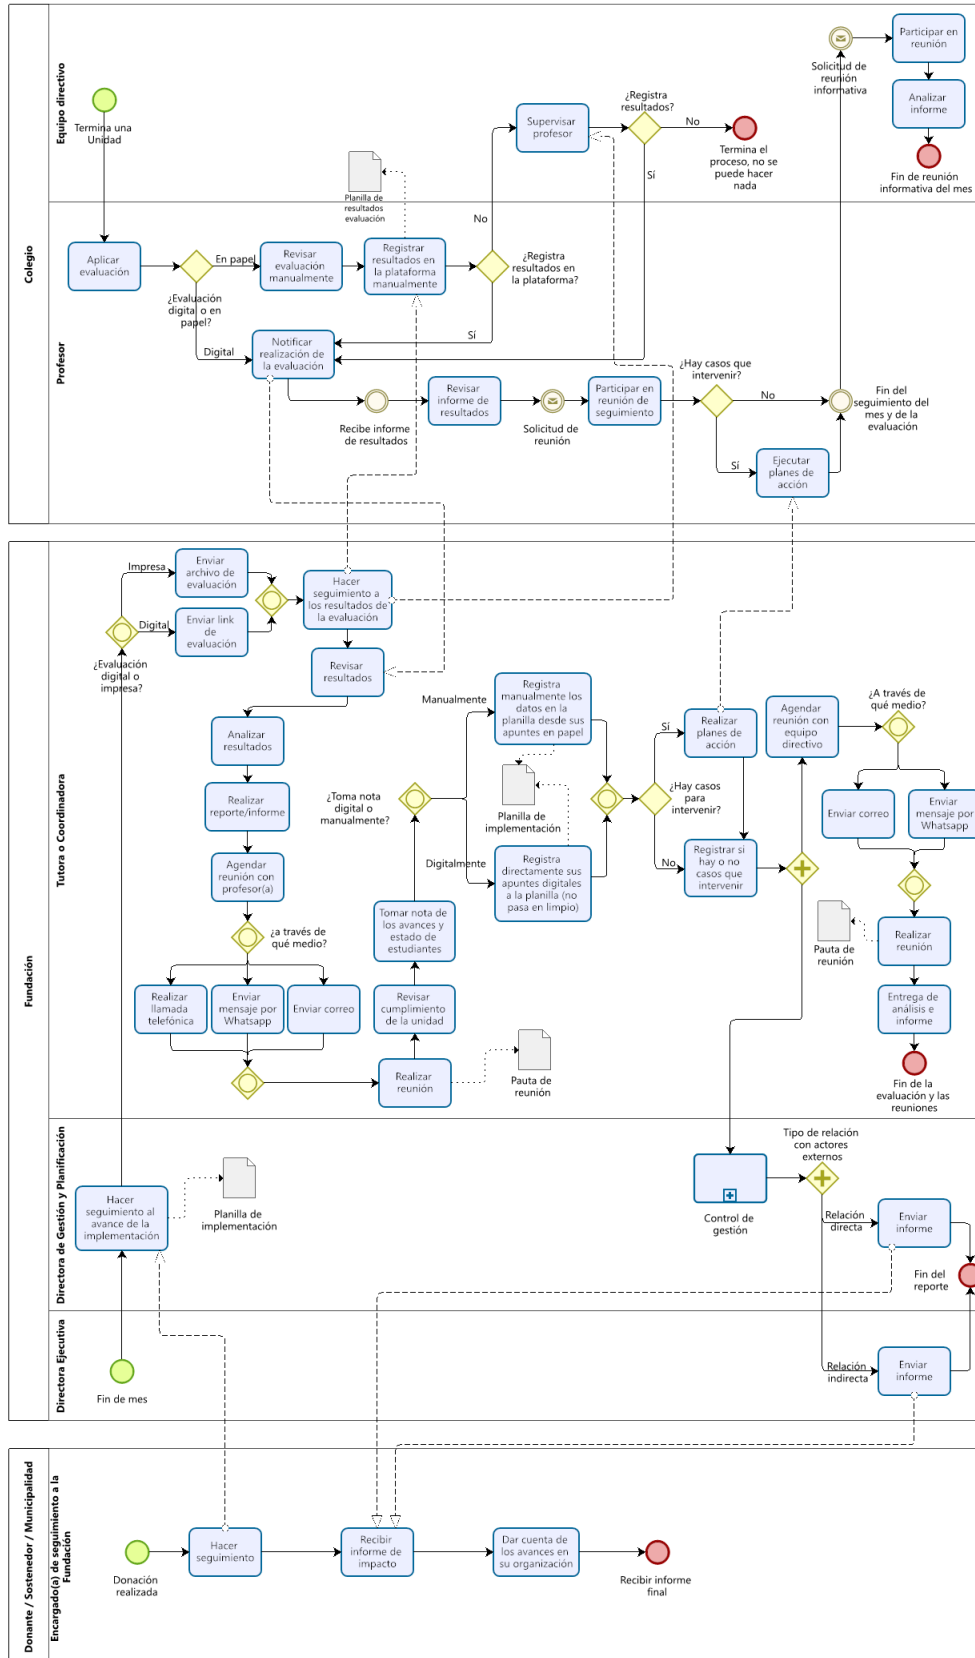 Colegio
Equipo directivo
Termina una
Unidad
Planilla de
resultados
evaluación
Supervisar
profesor
¿Registra
resultados?
No
Sí
Termina el
proceso, no se
puede hacer
nada
Solicitud de
reunión
informativa
Participar en
reunión
Analizar
informe
Fin de reunión
informativa del mes
Profesor
Aplicar
evaluación
¿Evaluación
digital o en
papel?
En papel
Digital
Revisar
evaluación
manualmente
Registrar
resultados en
la plataforma
manualmente
No
¿Registra
resultados en
la plataforma?
Sí
Notificar
realización de
la evaluación
Recibe informe
de resultados
Revisar
informe de
resultados
Solicitud de
reunión
Participar en
reunión de
seguimiento
¿Hay casos que
intervenir?
No
Sí
Ejecutar
planes de
acción
Fin del
seguimiento del
mes y de la
evaluación
Fundación
Tutora o Coordinadora
Impresa
Digital
¿Evaluación
digital o
impresa?
Enviar
archivo de
evaluación
Enviar link
de
evaluación
Hacer
seguimiento a
los resultados de
la evaluación
Revisar
resultados
Analizar
resultados
Realizar
reporte/informe
Agendar
reunión con
profesor(a)
¿a través de
qué medio?
Realizar
llamada
telefónica
Enviar
mensaje por
Whatsapp
Enviar correo
Realizar
reunión
Pauta de
reunión
Revisar
cumplimiento
de la unidad
Tomar nota de
los avances y
estado de
estudiantes
¿Toma nota
digital o
manualmente?
Manualmente
Digitalmente
Registra
manualmente los
datos en la
planilla desde sus
apuntes en papel
Planilla de
implementación
Registra
directamente sus
apuntes digitales
a la planilla (no
pasa en limpio)
¿Hay casos
para
intervenir?
Sí
No
Realizar
planes de
acción
Registrar si
hay o no
casos que
intervenir
Agendar
reunión con
equipo
directivo
¿A través de
qué medio?
Enviar correo
Enviar
mensaje por
Whatsapp
Realizar
reunión
Pauta de
reunión
Entrega de
análisis e
informe
Fin de la
evaluación y las
reuniones
Directora de Gestión y Planificación
Hacer
seguimiento al
avance de la
implementación
Planilla de
implementación
Control de
gestión
Tipo de relación
con actores
externos
Relación
directa
Enviar
informe
Fin del
reporte
Directora Ejecutiva
Fin de mes
Relación
indirecta
Enviar
informe
Donante / Sostenedor / Municipalidad
Encargado(a) de seguimiento a la
Fundación
Donación
realizada
Hacer
seguimiento
Recibir
informe de
impacto
Dar cuenta de
los avances en
su organización
Recibir informe
final